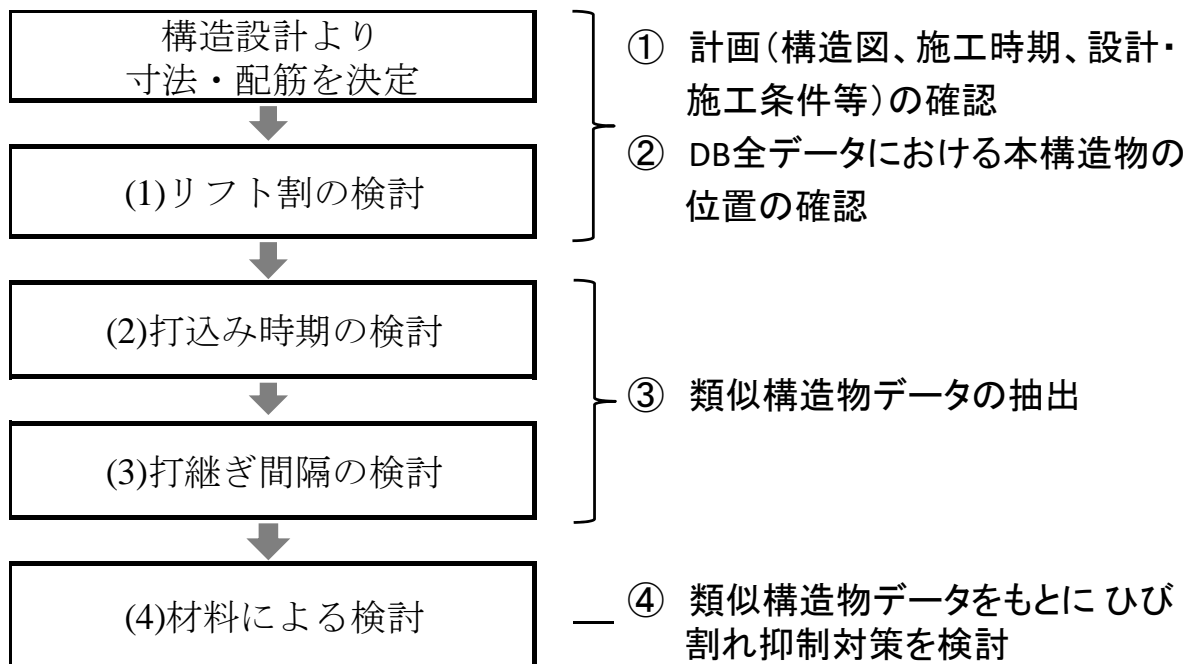 構造設計より
寸法・配筋を決定
(1)リフト割の検討
(2)打込み時期の検討
(3)打継ぎ間隔の検討
(4)材料による検討
① 計画(構造図、施工時期、設計・
施工条件等)の確認
② DB全データにおける本構造物の
位置の確認
③ 類似構造物データの抽出
④ 類似構造物データをもとに ひび
割れ抑制対策を検討